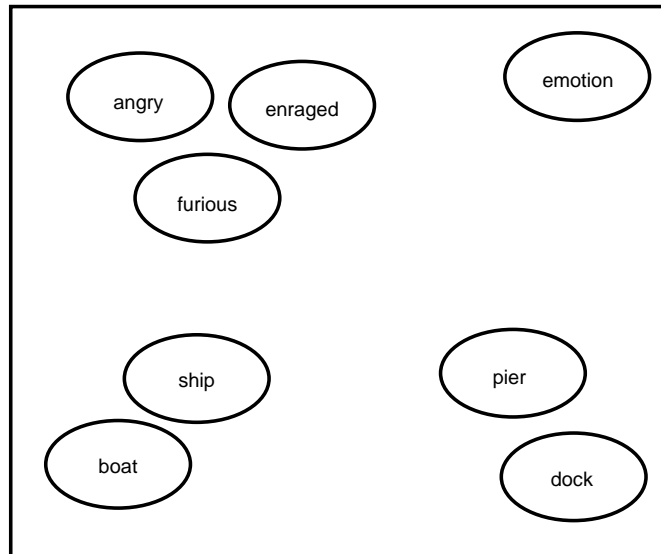 emotion
angry
enraged
furious
ship
pier
boat
dock